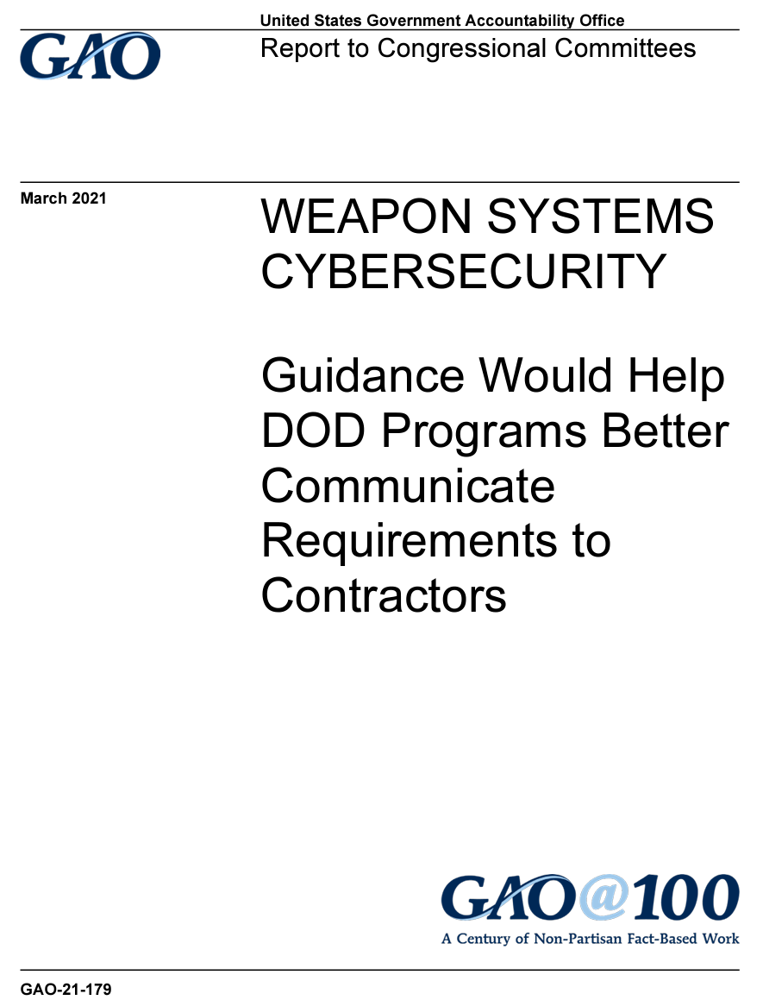 United States Government Accountability Office
GAO
Report to Congressional Committees
March 2021
WEAPON SYSTEMS
CYBERSECURITY
Guidance Would Help
DOD Programs Better
Communicate
Requirements to
Contractors
GAO@100
A Century of Non-Partisan Fact-Based Work
GAO-21-179